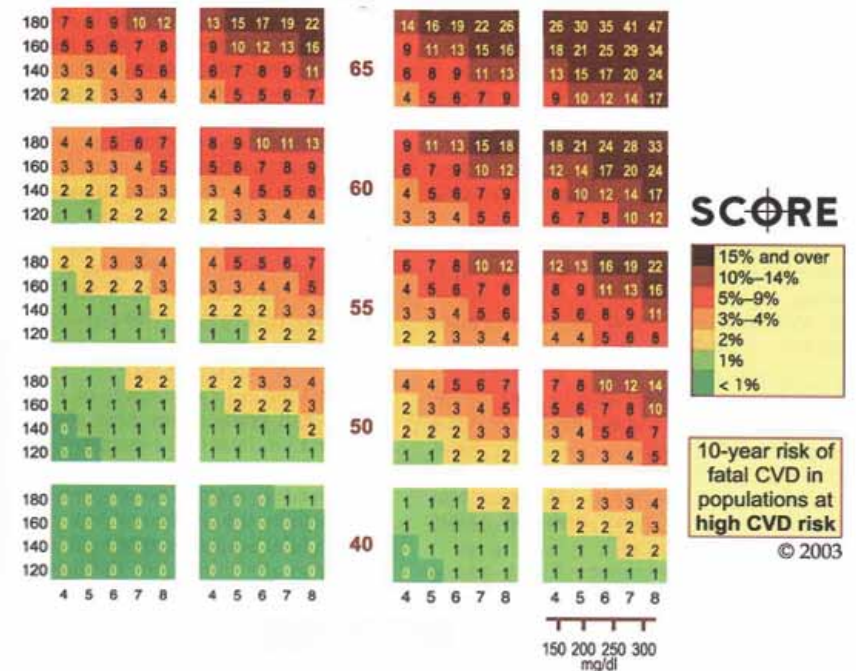 180 7 8 9 10 12 13 15 17 19 22 14 16 19 22 26 26 30 35 41 47
160 5 5 6 7 8 9 10 12 13 16 9 11 13 15 16 18 21 25 29 34
140 3 3 4 5 6 6 7 8 9 11 65 6 8 9 11 13 13 15 17 20 24
120 2 2 3 3 4 4 5 5 6 7 4 5 6 7 9 9 10 12 14 17
180 4 4 5 6 7 8 9 10 11 13 9 11 13 15 18 18 21 24 28 33
160 3 3 3 4 5 5 6 7 8 9 6 7 9 10 12 12 14 17 20 24
140 2 2 2 3 3 3 4 5 5 6 60 4 5 6 7 9 8 10 12 14 17
120 1 1 2 2 2 2 3 3 4 4 3 3 4 5 6 6 7 8 10 12
SCORE
180 2 2 3 3 4 4 5 5 6 7 6 7 8 10 12 12 13 16 19 22
160 1 2 2 2 3 3 3 4 4 5 4 5 6 7 8 8 9 11 13 16
140 1 1 1 1 2 2 2 2 3 3 55 3 3 4 5 6 5 6 8 9 11
120 1 1 1 1 1 1 1 2 2 2 2 2 3 3 4 4 4 5 6 8
15% and over
10%–14%
5%–9%
3%–4%
2%
1%
< 1%
180 1 1 1 2 2 2 2 3 3 4 4 4 5 6 7 7 8 10 12 14
160 1 1 1 1 1 1 2 2 2 3 2 3 3 4 5 5 6 7 8 10
140 0 1 1 1 1 1 1 1 1 2 50 2 2 2 3 3 3 4 5 6 7
120 0 0 1 1 1 1 1 1 1 1 1 1 2 2 2 2 3 3 4 5
10-year risk of
fatal CVD in
populations at
high CVD risk
© 2003
180 0 0 0 0 0 0 0 0 1 1 1 1 1 2 2 2 2 3 3 4
160 0 0 0 0 0 0 0 0 0 0 1 1 1 1 1 1 2 2 2 3
140 0 0 0 0 0 0 0 0 0 0 40 0 1 1 1 1 1 1 1 2 2
120 0 0 0 0 0 0 0 0 0 0 0 0 1 1 1 1 1 1 1 1
4 5 6 7 8 4 5 6 7 8 4 5 6 7 8 4 5 6 7 8
150 200 250 300
mg/dl